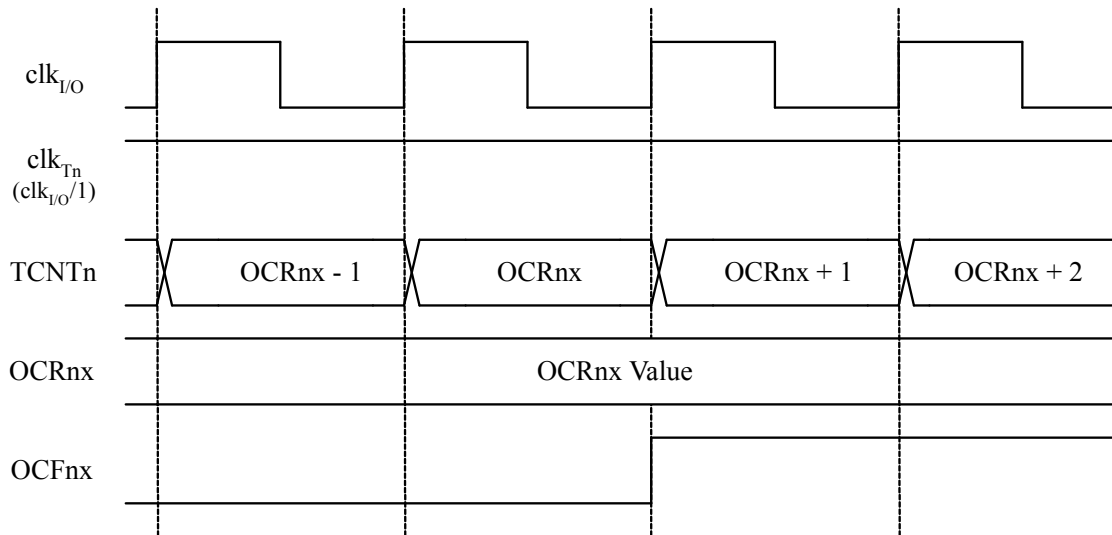 clkI/O
clkTn
(clkI/O/1)
TCNTn
OCRnx - 1
OCRnx
OCRnx + 1
OCRnx + 2
OCRnx
OCRnx Value
OCFnx